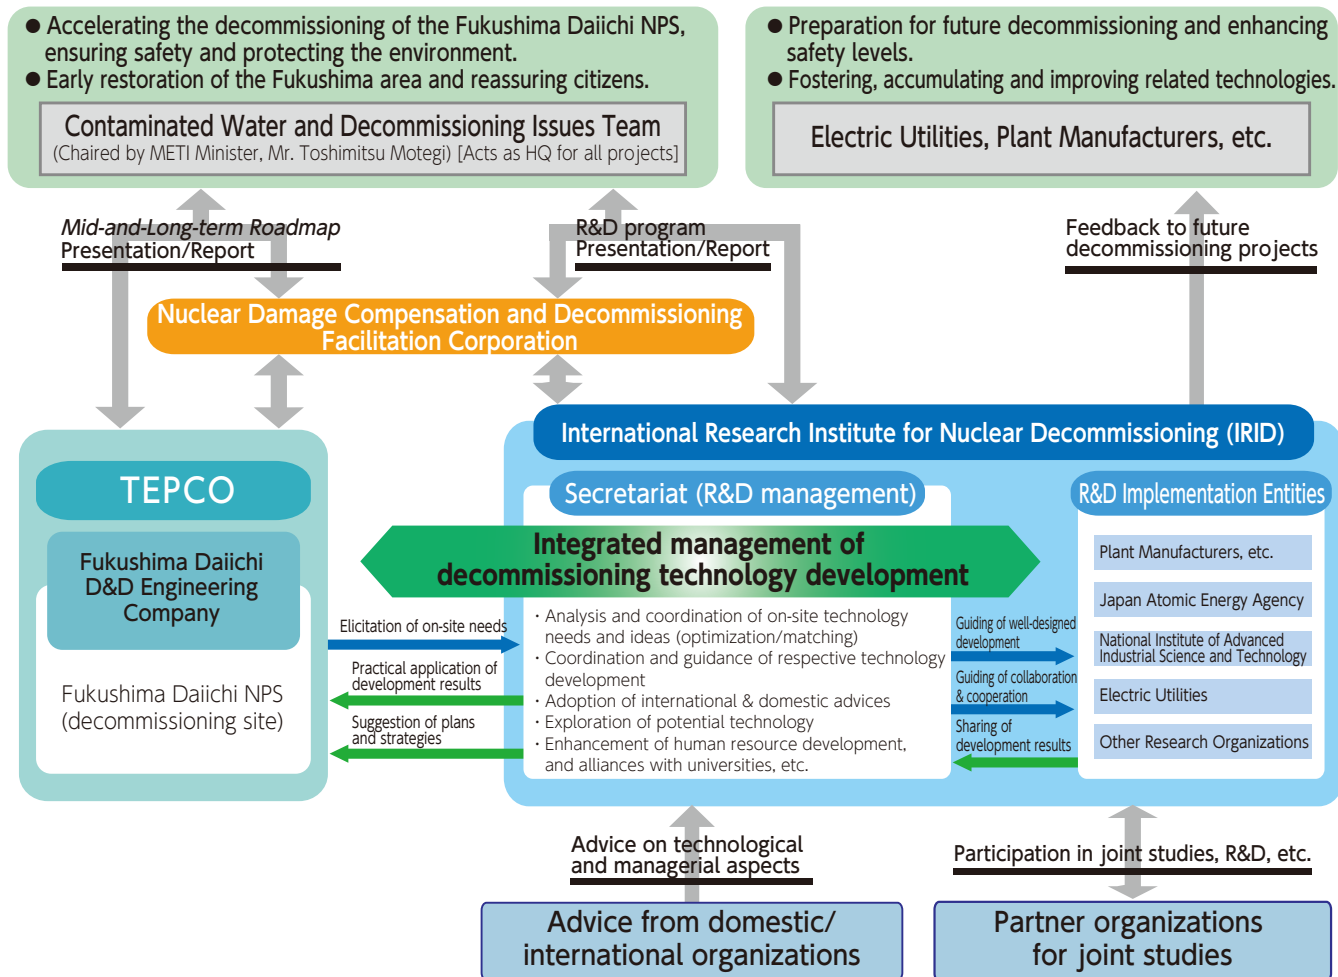 ● Accelerating the decommissioning of the Fukushima Daiichi NPS,
ensuring safety and protecting the environment.
● Early restoration of the Fukushima area and reassuring citizens.
Contaminated Water and Decommissioning Issues Team
(Chaired by METI Minister, Mr. Toshimitsu Motegi) [Acts as HQ for all projects]
● Preparation for future decommissioning and enhancing
safety levels.
● Fostering, accumulating and improving related technologies.
Electric Utilities, Plant Manufacturers, etc.
Mid-and-Long-term Roadmap
Presentation/Report
R&D program
Presentation/Report
Feedback to future
decommissioning projects
Nuclear Damage Compensation and Decommissioning
Facilitation Corporation
TEPCO
Fukushima Daiichi
D&D Engineering
Company
Fukushima Daiichi NPS
(decommissioning site)
Elicitation of on-site needs
Practical application of
development results
Suggestion of plans
and strategies
International Research Institute for Nuclear Decommissioning (IRID)
Secretariat (R&D management)
Integrated management of
decommissioning technology development
・Analysis and coordination of on-site technology
needs and ideas (optimization/matching)
・Coordination and guidance of respective technology
development
・Adoption of international & domestic advices
・Exploration of potential technology
・Enhancement of human resource development,
and alliances with universities, etc.
Guiding of well-designed
development
Guiding of collaboration
& cooperation
Sharing of
development results
R&D Implementation Entities
Plant Manufacturers, etc.
Japan Atomic Energy Agency
National Institute of Advanced
Industrial Science and Technology
Electric Utilities
Other Research Organizations
Advice on technological
and managerial aspects
Participation in joint studies, R&D, etc.
Advice from domestic/
international organizations
Partner organizations
for joint studies